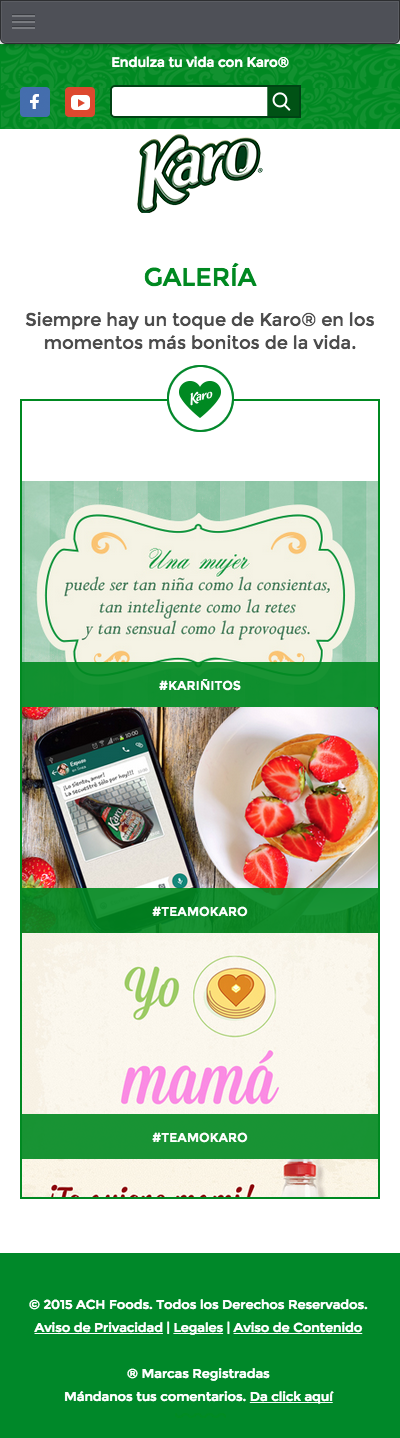 Endulza tu vida con Karo®
Karo®
GALERÍA
Siempre hay un toque de Karo® en los
momentos más bonitos de la vida.
Karo
Una mujer
puede ser tan niña como la consientas,
tan inteligente como la retes
y tan sensual como la provoques.
#KARIÑITOS
Esposo
¡Lo siento, amor!
La secuestré sólo por hoy!!!
Karo
#TEAMOKARO
Yo
mamá
#TEAMOKARO
¡Te quiero mami!
© 2015 ACH Foods. Todos los Derechos Reservados.
Aviso de Privacidad | Legales | Aviso de Contenido
® Marcas Registradas
Mándanos tus comentarios. Da click aquí